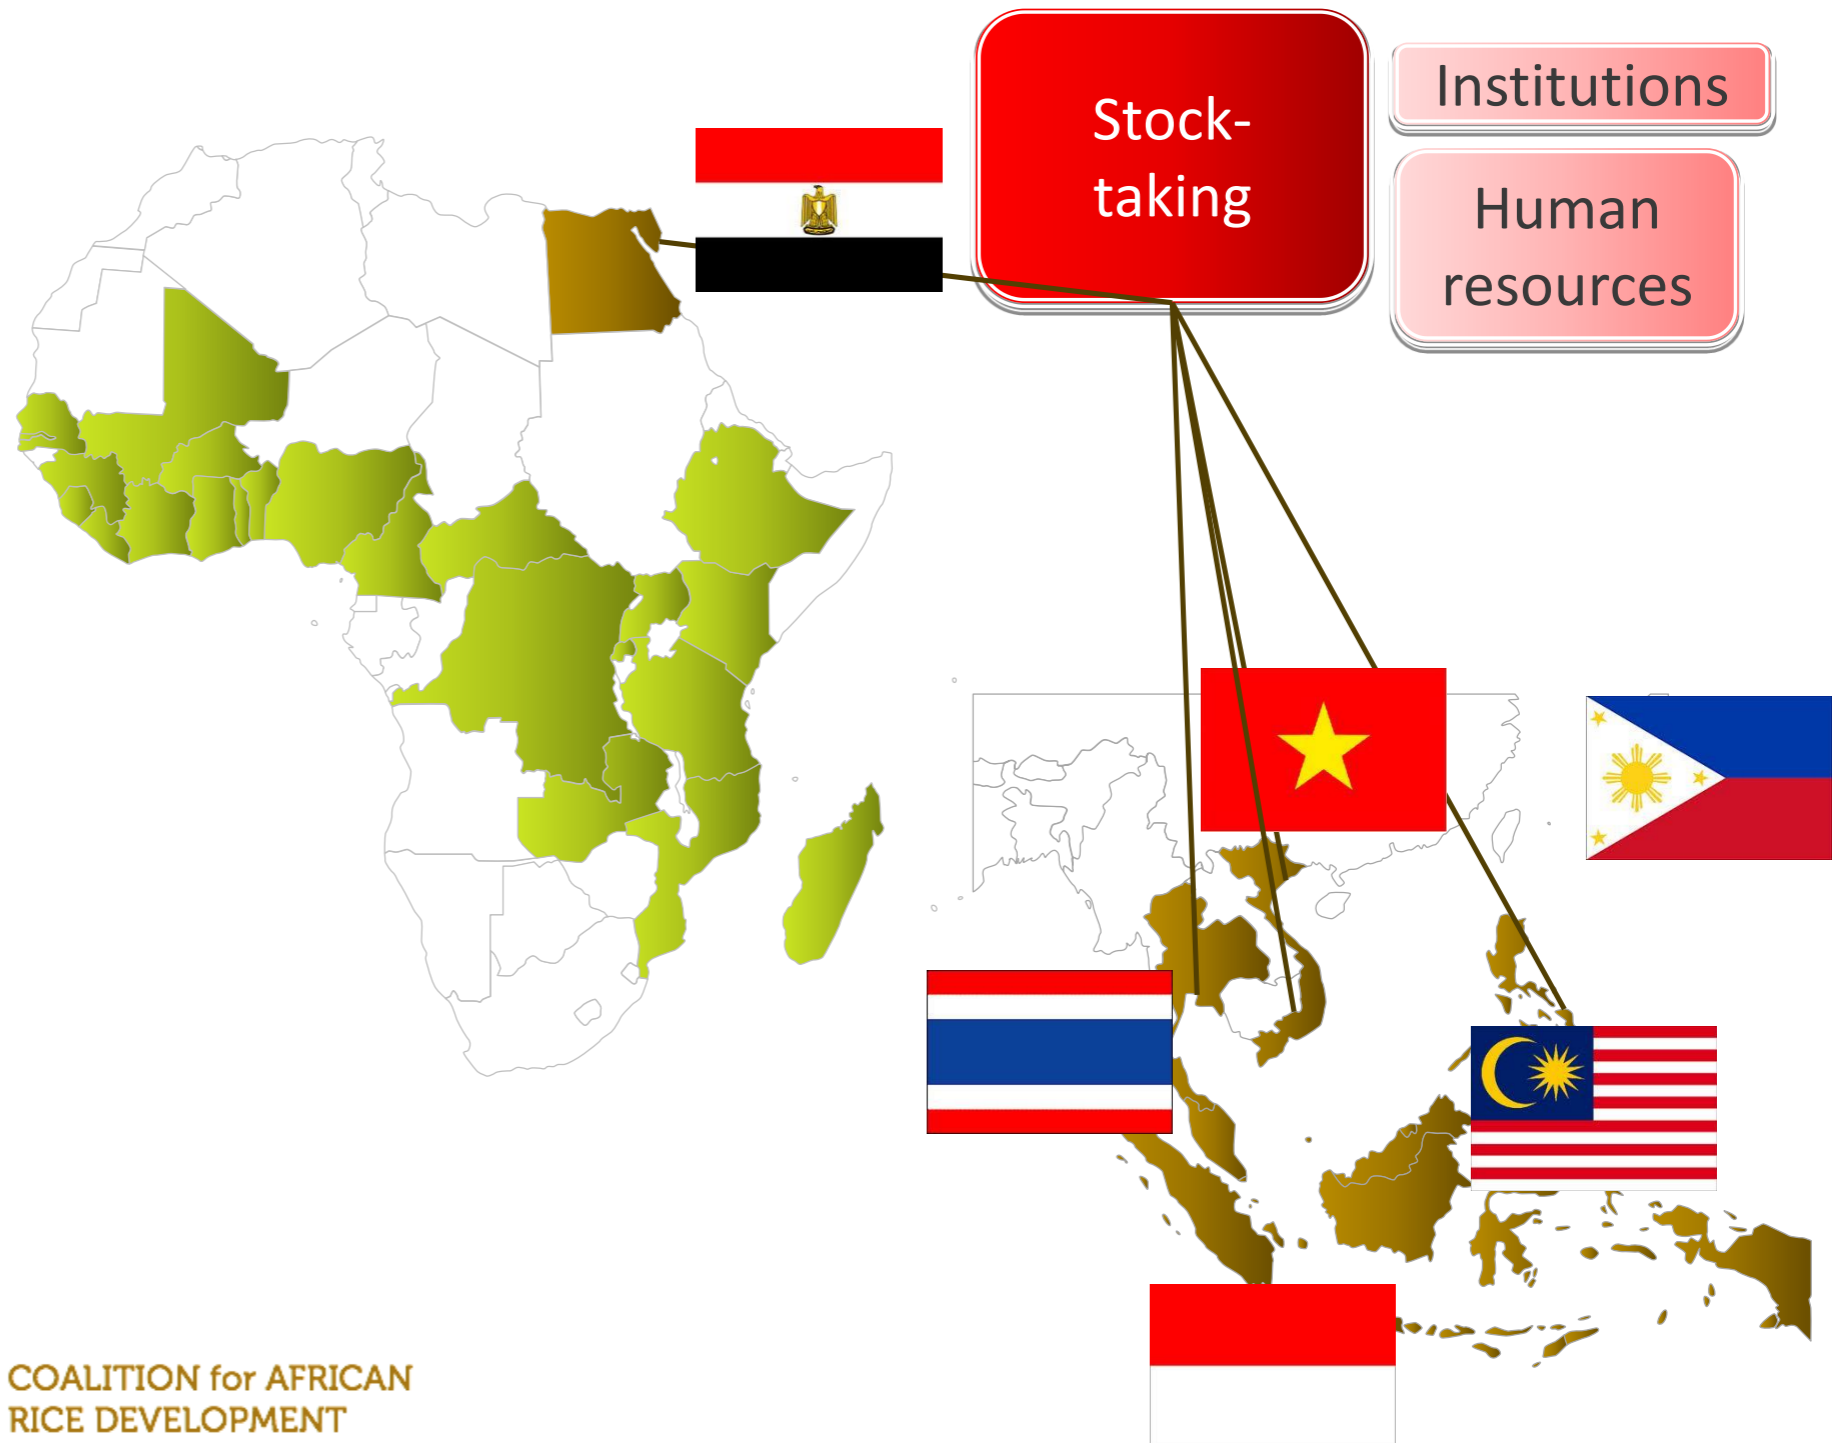 Stock-
taking
Institutions
Human
resources
COALITION for AFRICAN
RICE DEVELOPMENT